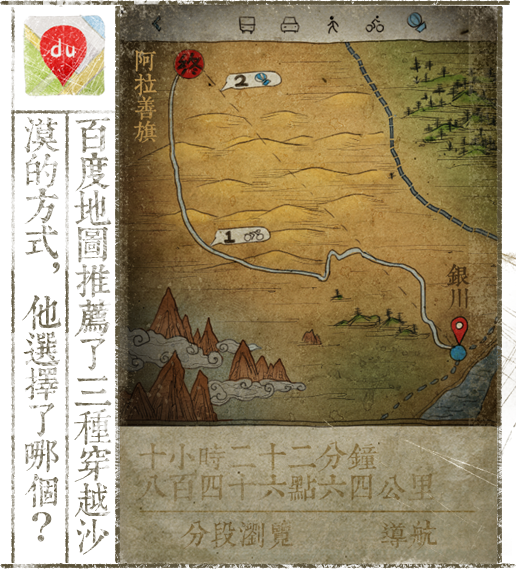 du
百度地圖推薦了三種穿越沙
漠的方式，他選擇了哪個？
阿拉善旗
終
2
1
銀川
十小時二十二分鐘
八百四十六點六四公里
分段瀏覽
導航